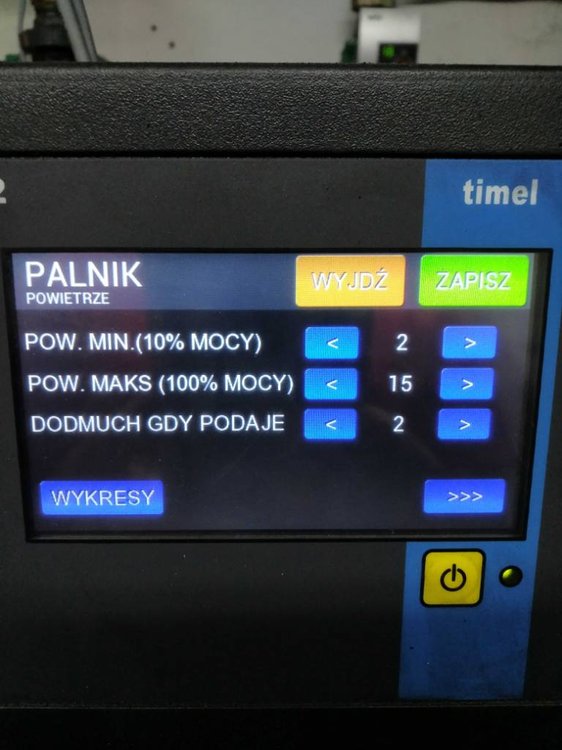 2
timel
PALNIK
POWIETRZE
WYJDŹ
ZAPISZ
POW. MIN.(10% MOCY) < 2 >
POW. MAKS (100% MOCY) < 15 >
DODMUCH GDY PODAJE < 2 >
WYKRESY
>>>